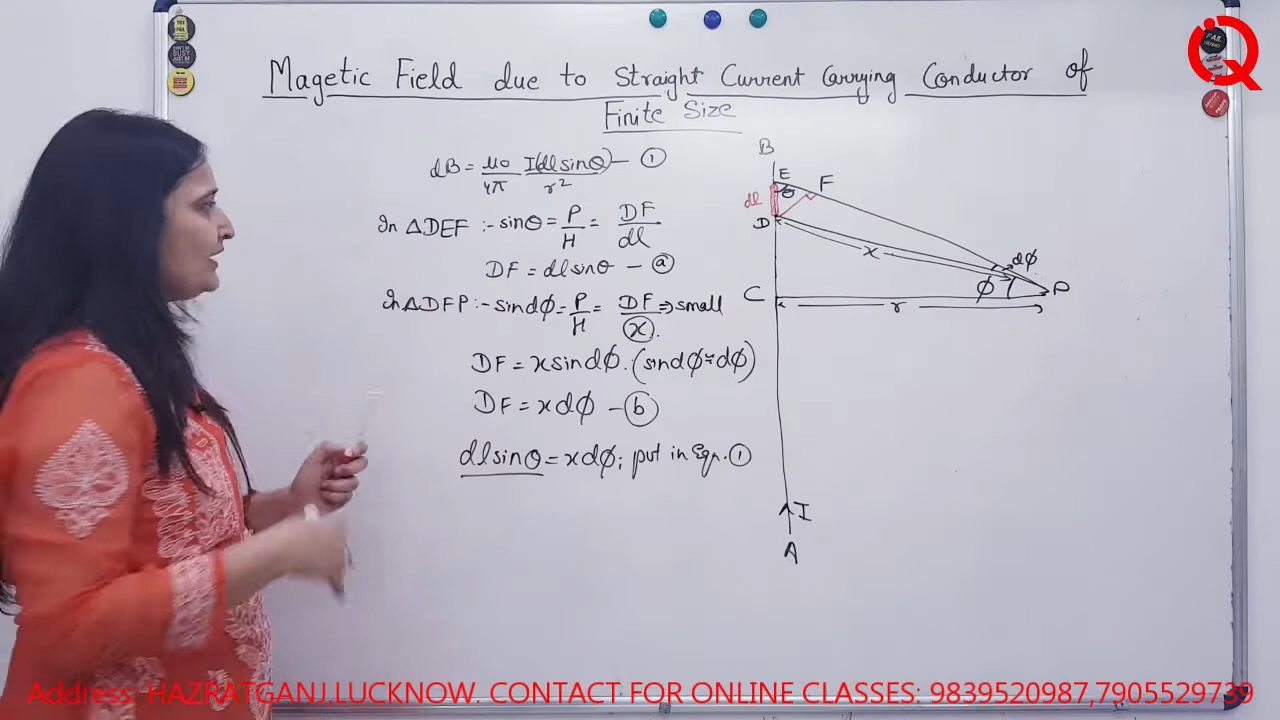 Magetic Field due to Straight Current Carrying Conductor of
Finite Size
dB = μ0/4π I(dl sinθ)/r² — ①
In ΔDEF :- sinθ = P/H = DF/dl
DF = dl sinθ — ⓐ
In ΔDFP :- sin dϕ = P/H = DF/x ⇒ small
DF = x sin dϕ . (sin dϕ ≈ dϕ)
DF = x dϕ — ⓑ
dl sinθ = x dϕ ; put in Eqn. ①
B
E
θ
F
dl
D
x
dϕ
ϕ
P
C
r
I
A
Address: HAZRATGANJ,LUCKNOW. CONTACT FOR ONLINE CLASSES: 9839520987,7905529739